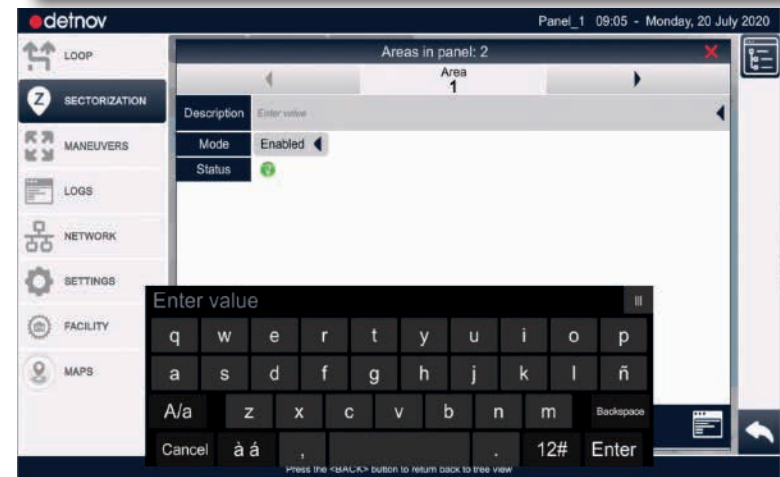 detnov
Panel_1 09:05 - Monday, 20 July 2020
LOOP
SECTORIZATION
MANEUVERS
LOGS
NETWORK
SETTINGS
FACILITY
MAPS
Areas in panel: 2
Area
1
Description Enter value
Mode Enabled
Status
Enter value
q w e r t y u i o p
a s d f g h j k l ñ
A/a z x c v b n m Backspace
Cancel à á , . 12# Enter
Press the <BACK> button to return back to tree view